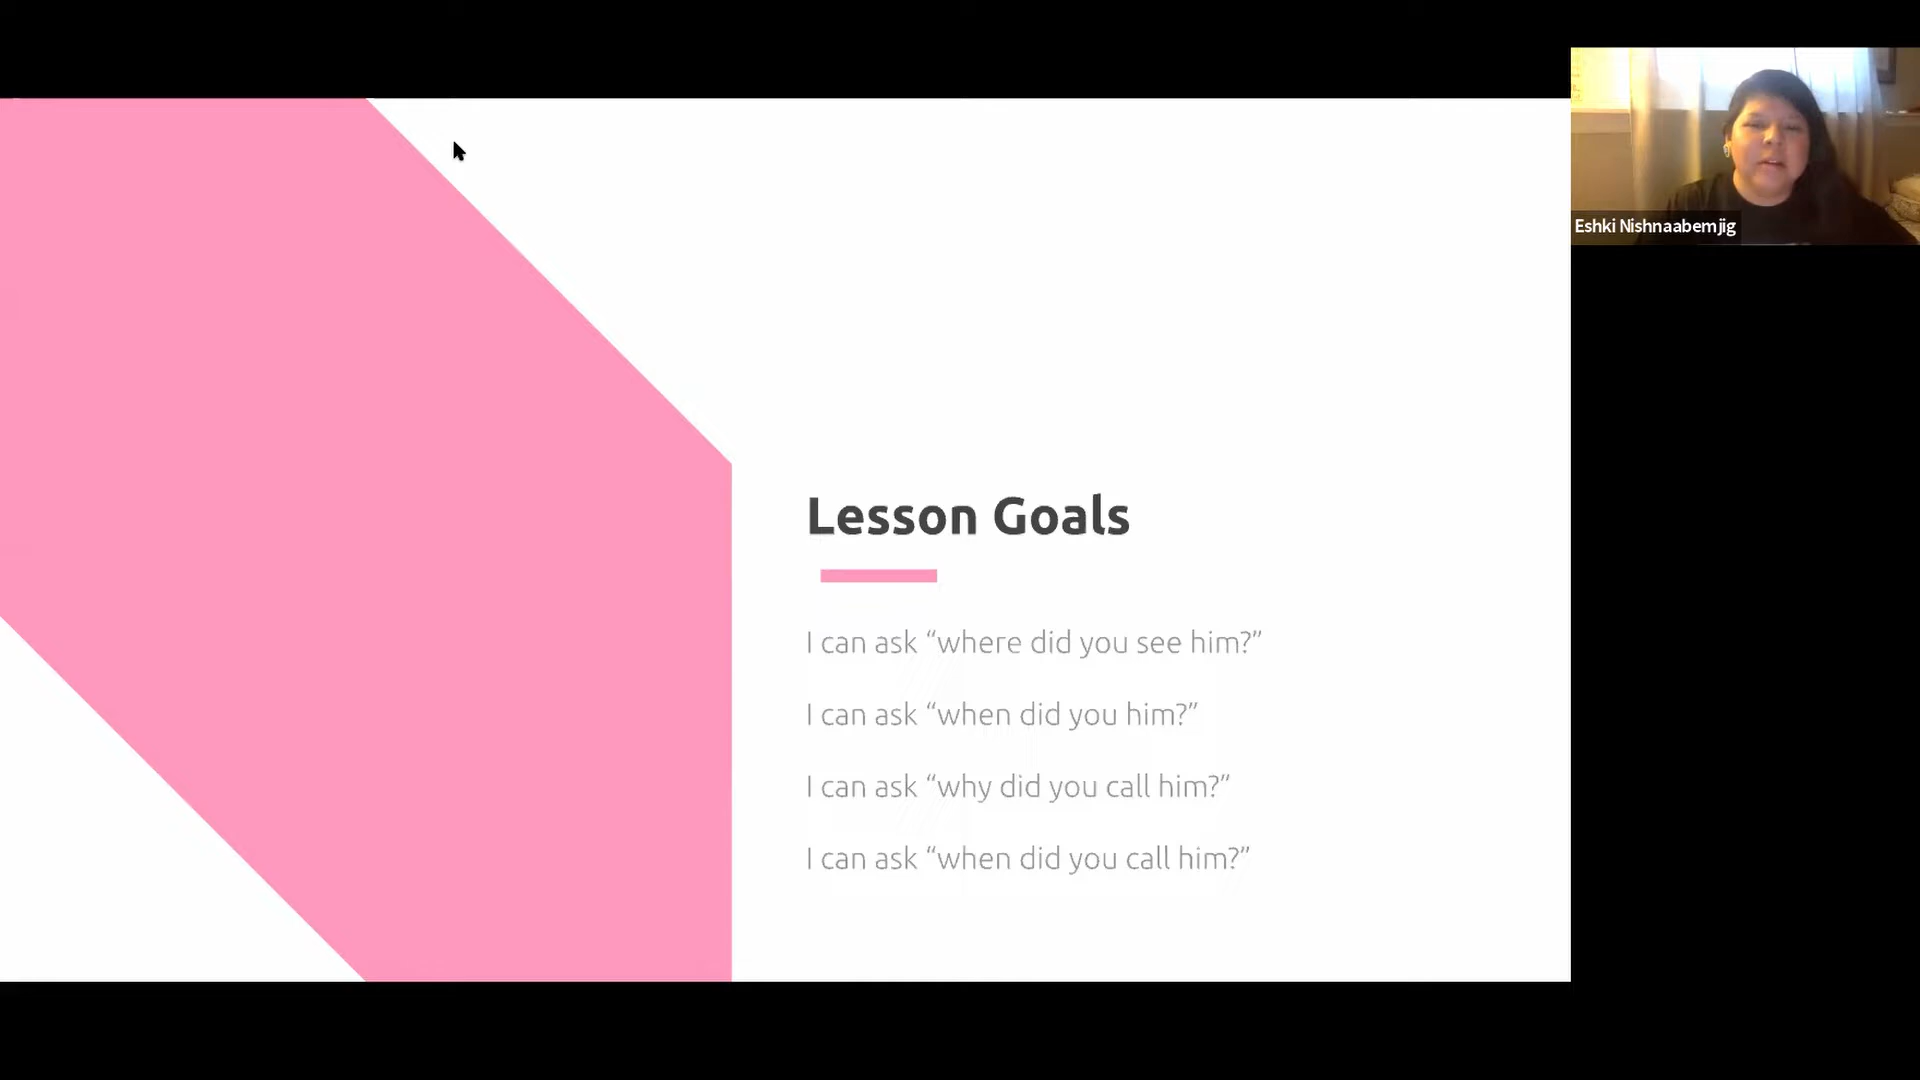 Lesson Goals
I can ask “where did you see him?”
I can ask “when did you him?”
I can ask “why did you call him?”
I can ask “when did you call him?”
Eshki Nishnaabemjig